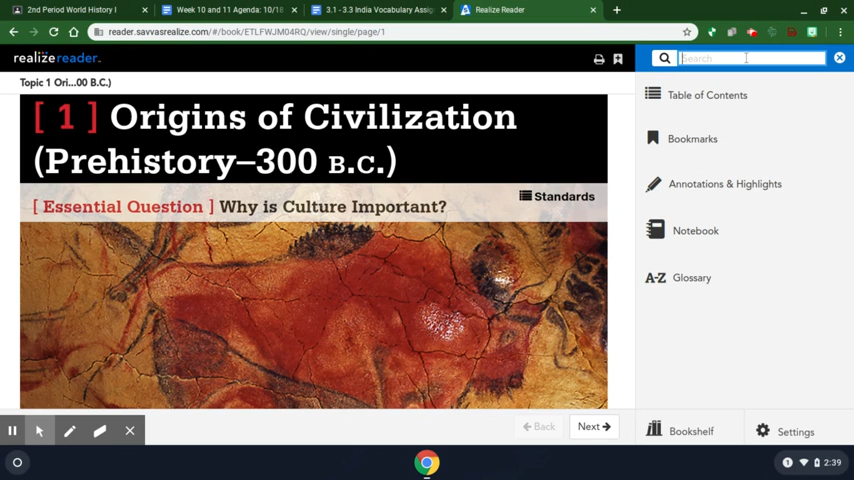 2nd Period World History I
Week 10 and 11 Agenda: 10/1
3.1 - 3.3 India Vocabulary Assig
Realize Reader
reader.savvasrealize.com/#/book/ETLFWJM04RQ/view/single/page/1
realizereader.
Search
Topic 1 Ori...00 B.C.)
[ 1 ] Origins of Civilization
(Prehistory–300 B.C.)
Standards
[ Essential Question ] Why is Culture Important?
Table of Contents
Bookmarks
Annotations & Highlights
Notebook
A-Z Glossary
Back
Next
Bookshelf
Settings
1
2:39